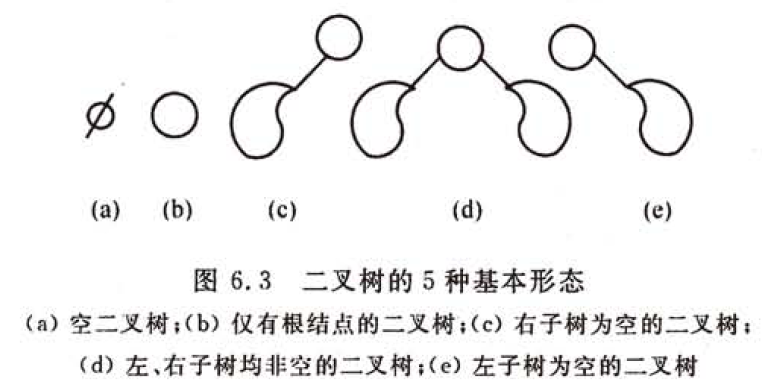 (a) (b) (c) (d) (e)
图 6.3 二叉树的 5 种基本形态
(a) 空二叉树;(b) 仅有根结点的二叉树;(c) 右子树为空的二叉树;
(d) 左、右子树均非空的二叉树;(e) 左子树为空的二叉树